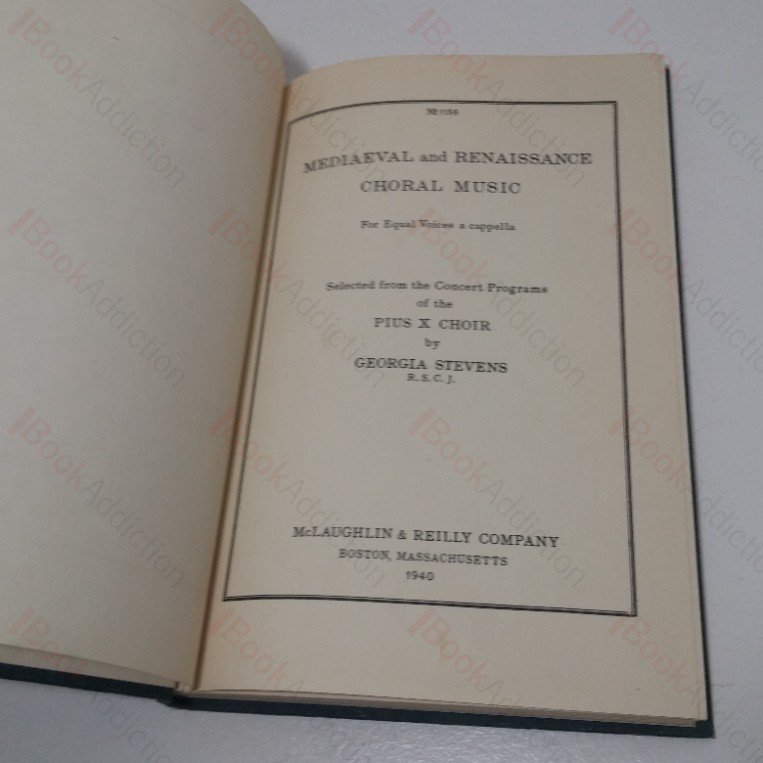 MEDIAEVAL and RENAISSANCE
CHORAL MUSIC
For Equal Voices a cappella
Selected from the Concert Programs
of the
PIUS X CHOIR
by
GEORGIA STEVENS
R. S. C. J.
McLAUGHLIN & REILLY COMPANY
BOSTON, MASSACHUSETTS
1940
BookAddiction